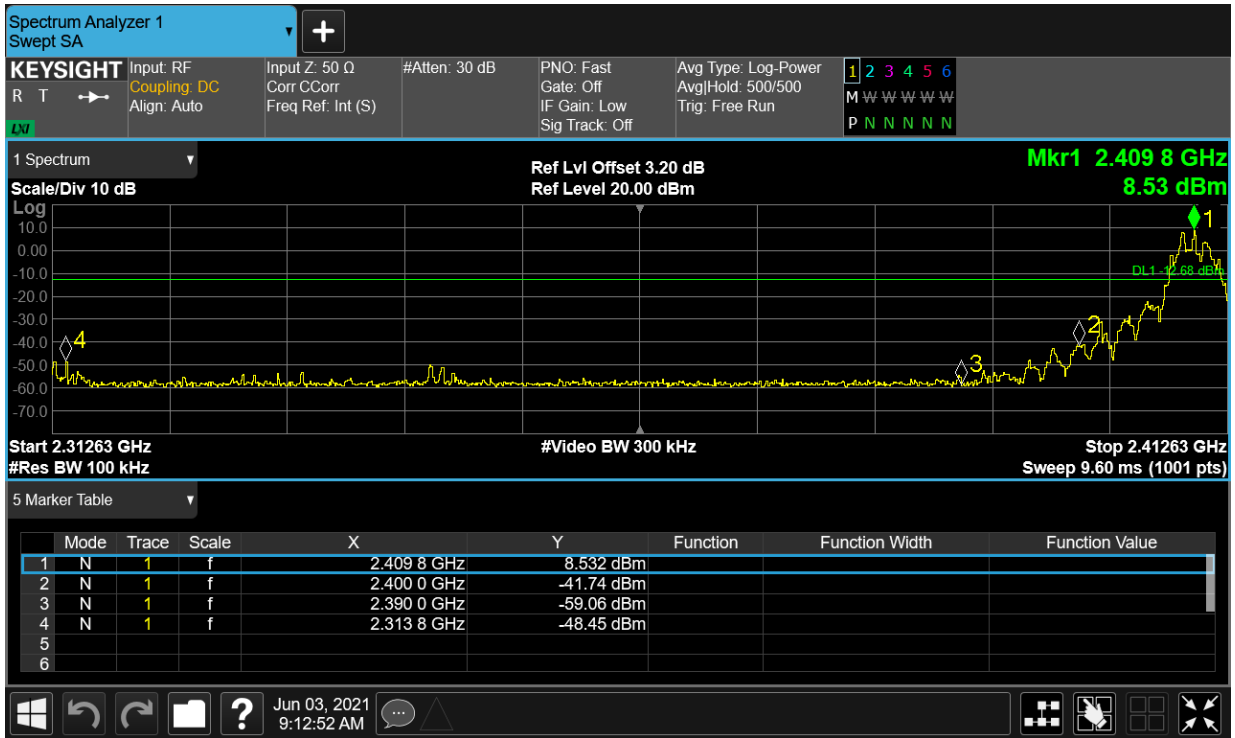 Spectrum Analyzer 1
Swept SA
KEYSIGHT
R T
LXI
Input: RF
Coupling: DC
Align: Auto
Input Z: 50 Ω
Corr CCorr
Freq Ref: Int (S)
#Atten: 30 dB
PNO: Fast
Gate: Off
IF Gain: Low
Sig Track: Off
Avg Type: Log-Power
Avg|Hold: 500/500
Trig: Free Run
1 2 3 4 5 6
M W W W W W
P N N N N N
1 Spectrum
Scale/Div 10 dB
Ref Lvl Offset 3.20 dB
Ref Level 20.00 dBm
Mkr1 2.409 8 GHz
8.53 dBm
Log
10.0
0.00
-10.0
-20.0
-30.0
-40.0
-50.0
-60.0
-70.0
1
DL1 -12.68 dBm
2
3
4
Start 2.31263 GHz
#Video BW 300 kHz
Stop 2.41263 GHz
#Res BW 100 kHz
Sweep 9.60 ms (1001 pts)
5 Marker Table
Mode Trace Scale X Y Function Function Width Function Value
1 N 1 f 2.409 8 GHz 8.532 dBm
2 N 1 f 2.400 0 GHz -41.74 dBm
3 N 1 f 2.390 0 GHz -59.06 dBm
4 N 1 f 2.313 8 GHz -48.45 dBm
5
6
?
Jun 03, 2021
9:12:52 AM